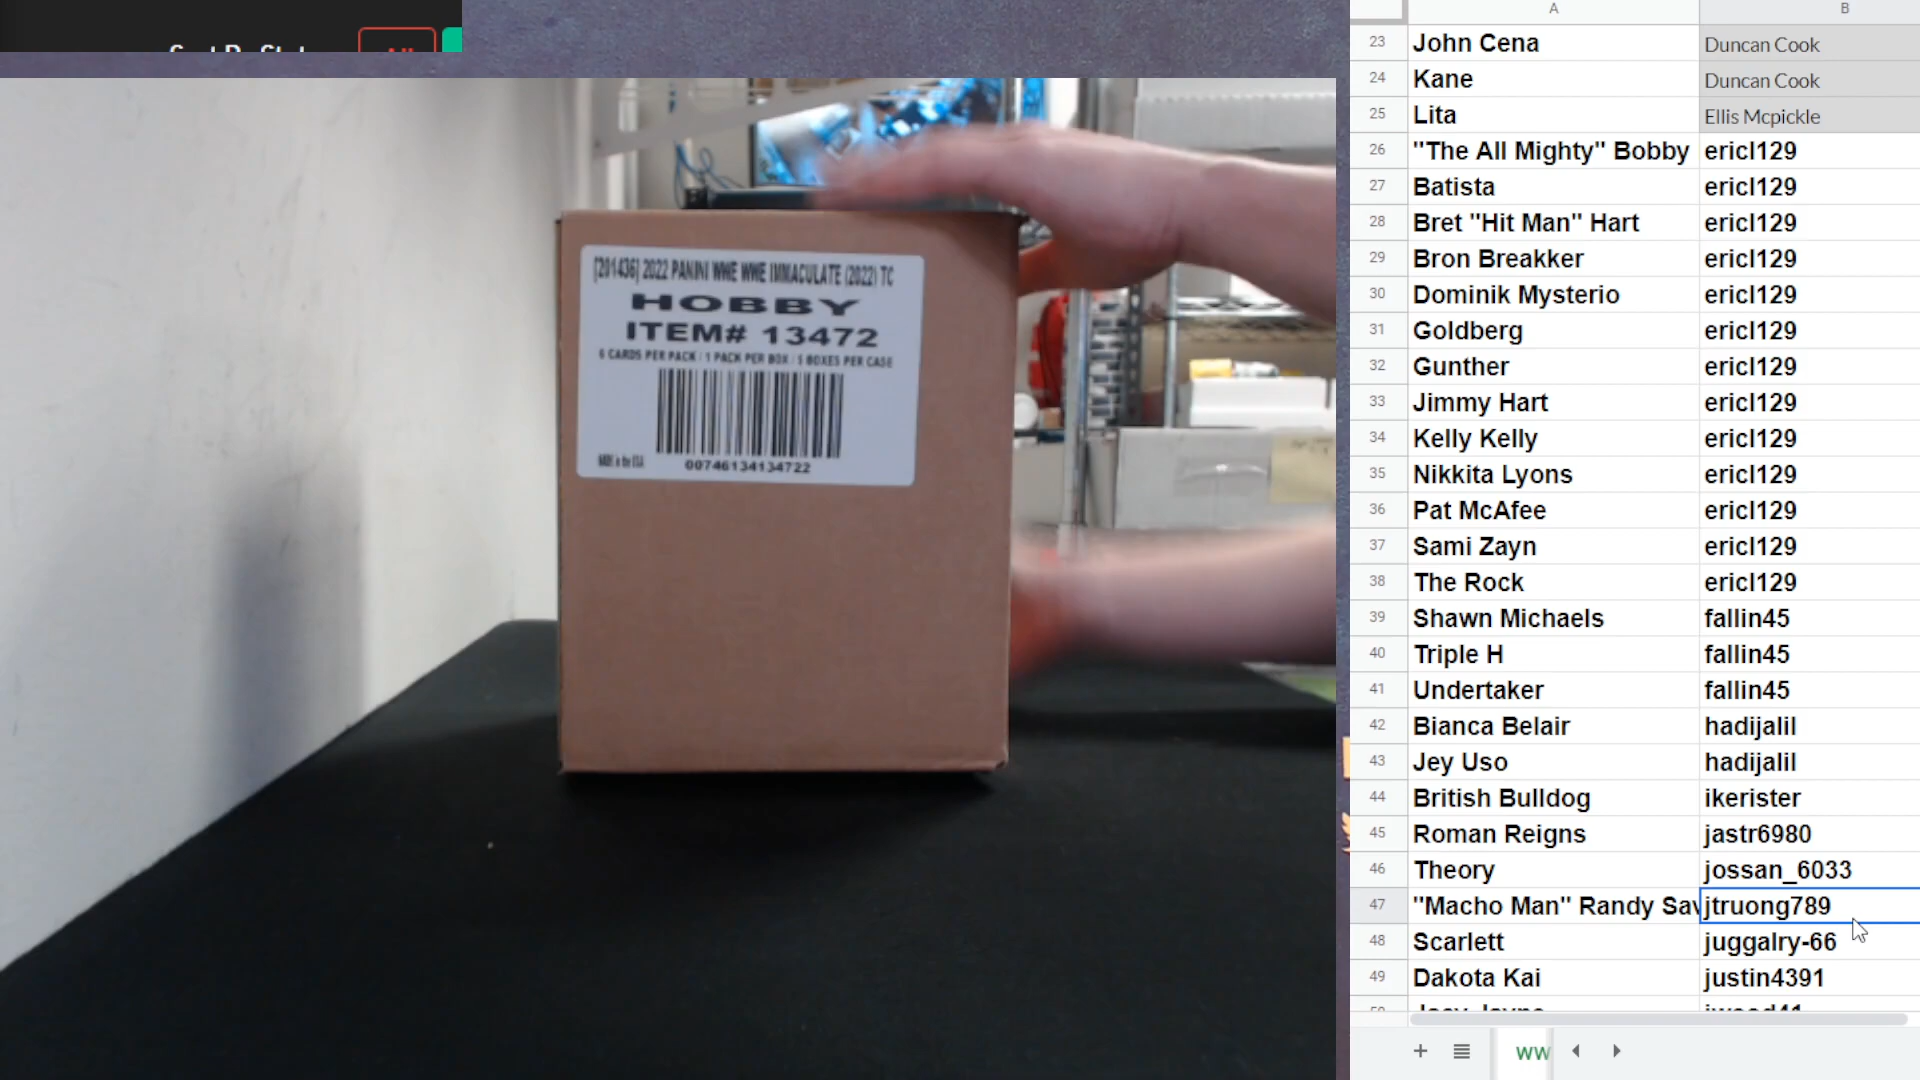 [201436] 2022 PANINI WWE WWE IMMACULATE (2022) TC
HOBBY
ITEM# 13472
6 CARDS PER PACK / 1 PACK PER BOX / 5 BOXES PER CASE
MADE in the USA
00746134134722
A B
23 John Cena Duncan Cook
24 Kane Duncan Cook
25 Lita Ellis Mcpickle
26 "The All Mighty" Bobby ericl129
27 Batista ericl129
28 Bret "Hit Man" Hart ericl129
29 Bron Breakker ericl129
30 Dominik Mysterio ericl129
31 Goldberg ericl129
32 Gunther ericl129
33 Jimmy Hart ericl129
34 Kelly Kelly ericl129
35 Nikkita Lyons ericl129
36 Pat McAfee ericl129
37 Sami Zayn ericl129
38 The Rock ericl129
39 Shawn Michaels fallin45
40 Triple H fallin45
41 Undertaker fallin45
42 Bianca Belair hadijalil
43 Jey Uso hadijalil
44 British Bulldog ikerister
45 Roman Reigns jastr6980
46 Theory jossan_6033
47 "Macho Man" Randy Sav jtruong789
48 Scarlett juggalry-66
49 Dakota Kai justin4391
WW